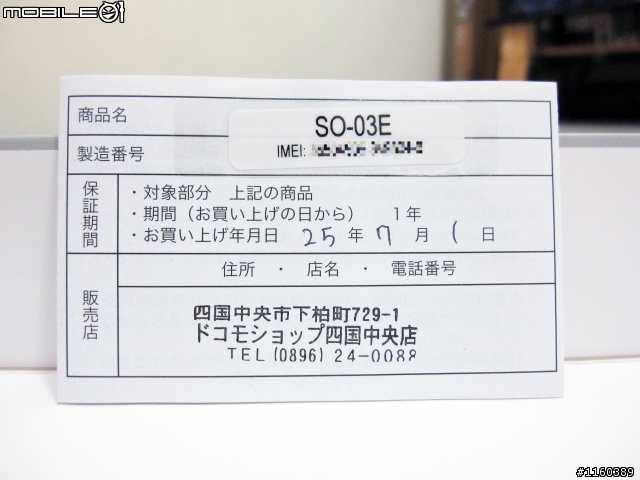 MOBILE01
商品名
SO-03E
製造番号
IMEI:
保証期間
・対象部分 上記の商品
・期間（お買い上げの日から） 1年
・お買い上げ年月日 25年7月1日
販売店
住所 ・ 店名 ・ 電話番号
四国中央市下柏町729-1
ドコモショップ四国中央店
TEL(0896)24-0088
#1160389